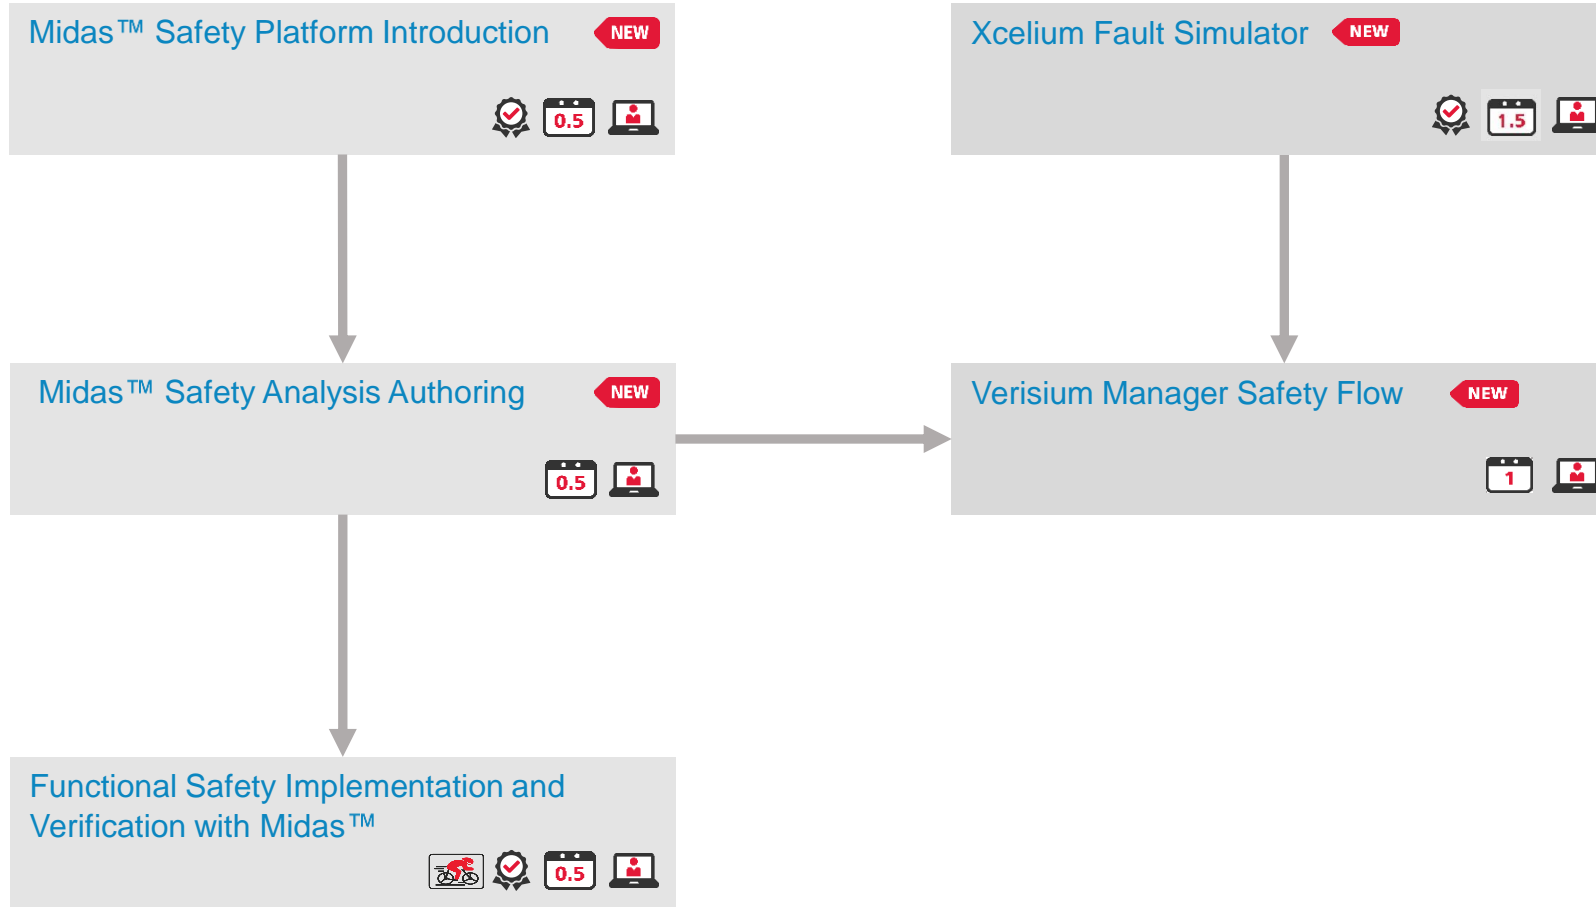 Midas™ Safety Platform Introduction NEW
0.5
Xcelium Fault Simulator NEW
1.5
Midas™ Safety Analysis Authoring NEW
0.5
Verisium Manager Safety Flow NEW
1
Functional Safety Implementation and
Verification with Midas™
0.5